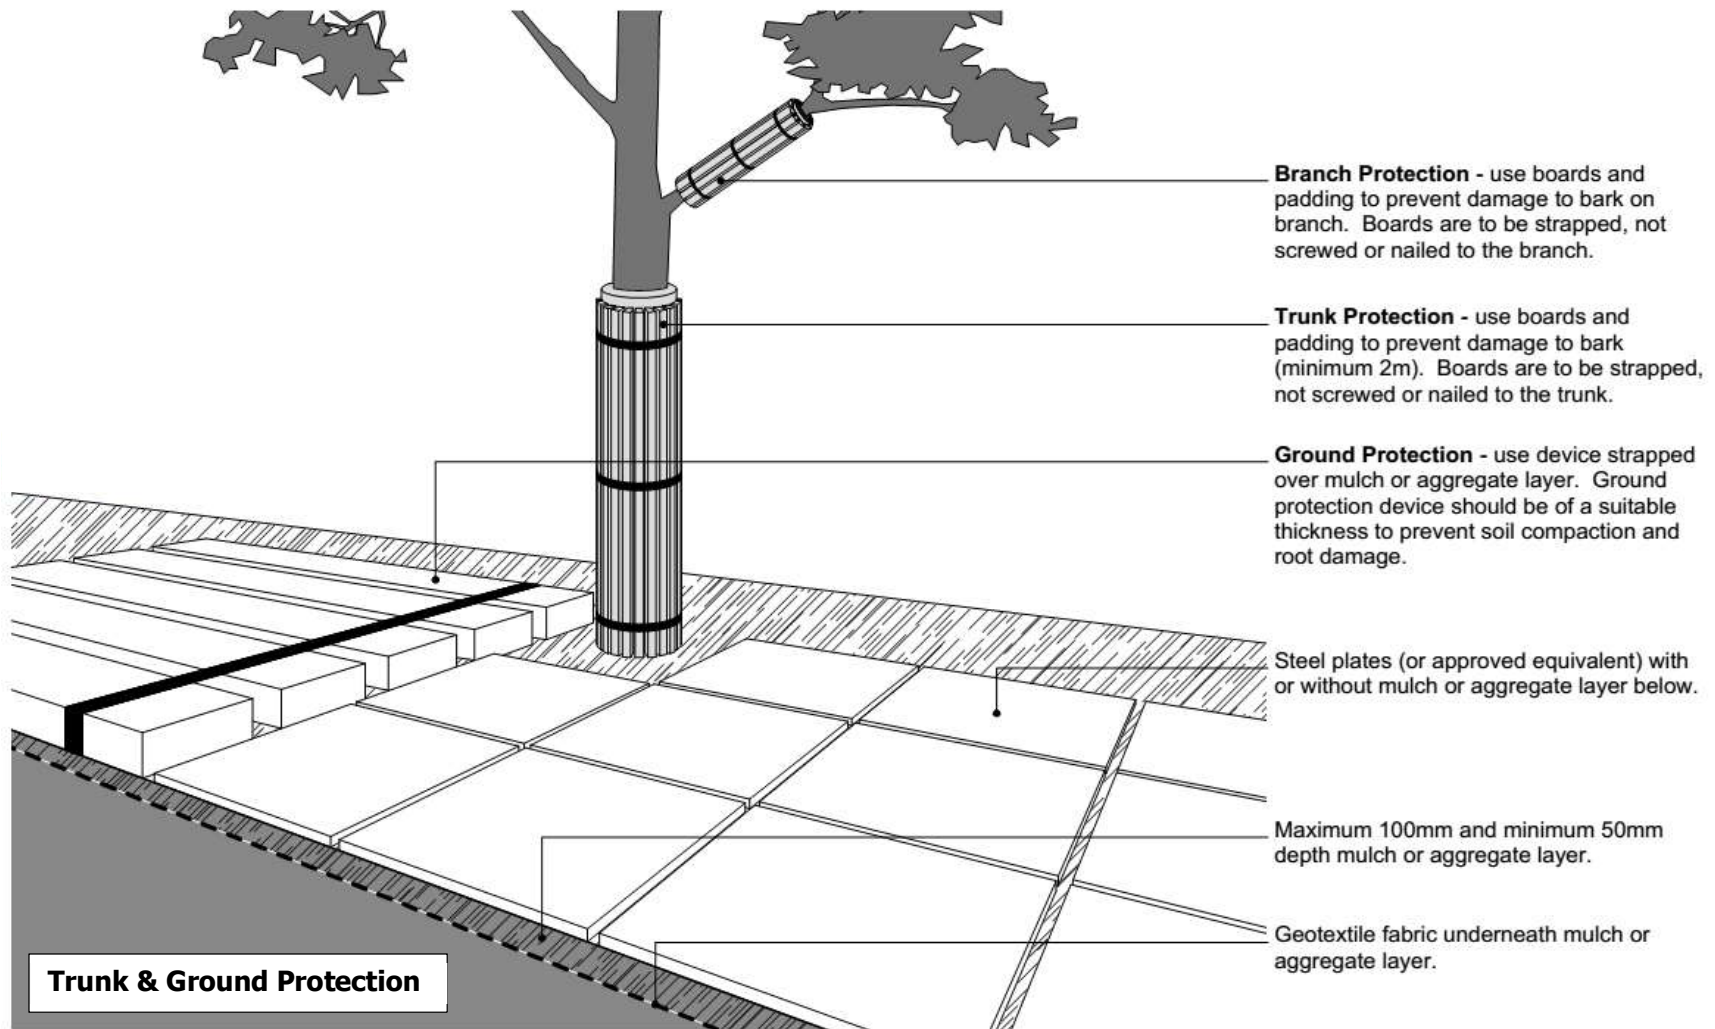 Branch Protection - use boards and
padding to prevent damage to bark on
branch.  Boards are to be strapped, not
screwed or nailed to the branch.
Trunk Protection - use boards and
padding to prevent damage to bark
(minimum 2m).  Boards are to be strapped,
not screwed or nailed to the trunk.
Ground Protection - use device strapped
over mulch or aggregate layer.  Ground
protection device should be of a suitable
thickness to prevent soil compaction and
root damage.
Steel plates (or approved equivalent) with
or without mulch or aggregate layer below.
Maximum 100mm and minimum 50mm
depth mulch or aggregate layer.
Geotextile fabric underneath mulch or
aggregate layer.
Trunk & Ground Protection